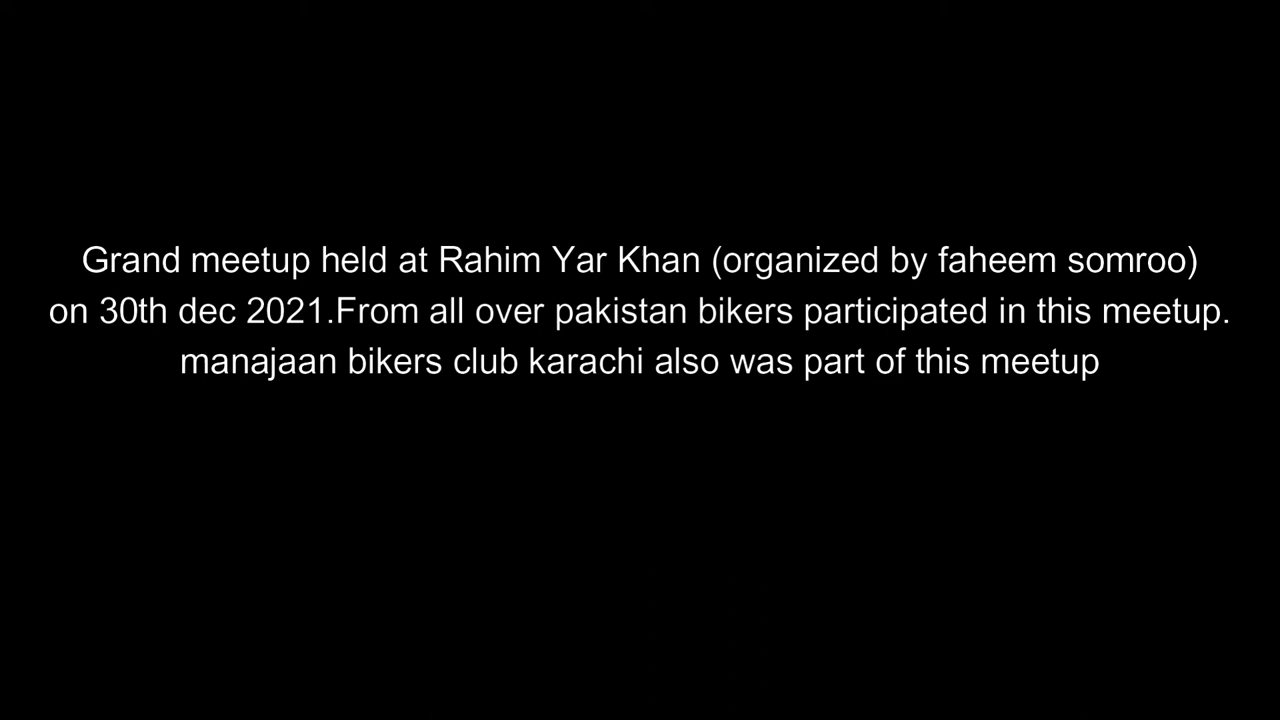 Grand meetup held at Rahim Yar Khan (organized by faheem somroo)
on 30th dec 2021.From all over pakistan bikers participated in this meetup.
manajaan bikers club karachi also was part of this meetup